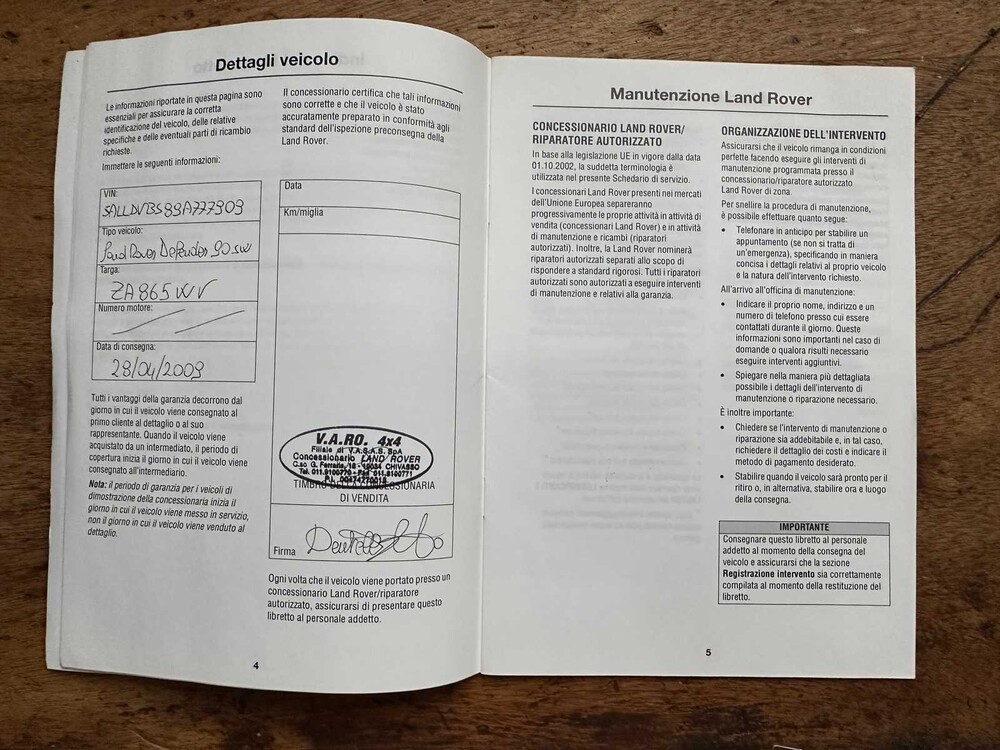 Dettagli veicolo
Le informazioni riportate in questa pagina sono
essenziali per assicurare la corretta
identificazione del veicolo, delle relative
specifiche e delle eventuali parti di ricambio
richieste.
Immettere le seguenti informazioni:
VIN:
SALLDVBS89A777909
Tipo veicolo:
Land Rover Defender 90 SW
Targa:
ZA865WV
Numero motore:
Data di consegna:
28/04/2009
Tutti i vantaggi della garanzia decorrono dal
giorno in cui il veicolo viene consegnato al
primo cliente al dettaglio o al suo
rappresentante. Quando il veicolo viene
acquistato da un intermediato, il periodo di
copertura inizia il giorno in cui il veicolo viene
consegnato all'intermediario.
Nota: il periodo di garanzia per i veicoli di
dimostrazione della concessionaria inizia il
giorno in cui il veicolo viene messo in servizio,
non il giorno in cui il veicolo viene venduto al
dettaglio.
Il concessionario certifica che tali informazioni
sono corrette e che il veicolo è stato
accuratamente preparato in conformità agli
standard dell'ispezione preconsegna della
Land Rover.
Data
Km/miglia
V.A.RO. 4x4
Filiale di V.A.S.A.S. SpA
Concessionario LAND ROVER
C.so G. Ferraris, 18 - 10034 CHIVASSO
Tel. 011.9100770 - Fax 011.9100771
P.I. 00474770018
TIMBRO DELLA CONCESSIONARIA
DI VENDITA
Firma
Ogni volta che il veicolo viene portato presso un
concessionario Land Rover/riparatore
autorizzato, assicurarsi di presentare questo
libretto al personale addetto.
4
Manutenzione Land Rover
CONCESSIONARIO LAND ROVER/
RIPARATORE AUTORIZZATO
In base alla legislazione UE in vigore dalla data
01.10.2002, la suddetta terminologia è
utilizzata nel presente Schedario di servizio.
I concessionari Land Rover presenti nei mercati
dell'Unione Europea separeranno
progressivamente le proprie attività in attività di
vendita (concessionari Land Rover) e in attività
di manutenzione e ricambi (riparatori
autorizzati). Inoltre, la Land Rover nominerà
riparatori autorizzati separati allo scopo di
rispondere a standard rigorosi. Tutti i riparatori
autorizzati sono autorizzati a eseguire interventi
di manutenzione e relativi alla garanzia.
ORGANIZZAZIONE DELL'INTERVENTO
Assicurarsi che il veicolo rimanga in condizioni
perfette facendo eseguire gli interventi di
manutenzione programmata presso il
concessionario/riparatore autorizzato
Land Rover di zona.
Per snellire la procedura di manutenzione,
è possibile effettuare quanto segue:
• Telefonare in anticipo per stabilire un
appuntamento (se non si tratta di
un'emergenza), specificando in maniera
concisa i dettagli relativi al proprio veicolo
e la natura dell'intervento richiesto.
All'arrivo all'officina di manutenzione:
• Indicare il proprio nome, indirizzo e un
numero di telefono presso cui essere
contattati durante il giorno. Queste
informazioni sono importanti nel caso di
domande o qualora risulti necessario
eseguire interventi aggiuntivi.
• Spiegare nella maniera più dettagliata
possibile i dettagli dell'intervento di
manutenzione o riparazione necessario.
È inoltre importante:
• Chiedere se l'intervento di manutenzione o
riparazione sia addebitabile e, in tal caso,
richiedere il dettaglio dei costi e indicare il
metodo di pagamento desiderato.
• Stabilire quando il veicolo sarà pronto per il
ritiro o, in alternativa, stabilire ora e luogo
della consegna.
IMPORTANTE
Consegnare questo libretto al personale
addetto al momento della consegna del
veicolo e assicurarsi che la sezione
Registrazione intervento sia correttamente
compilata al momento della restituzione del
libretto.
5